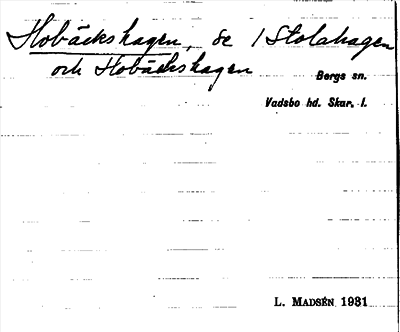 Hobäckshagen, se 1 Stolahagen
och Hobäckshagen
Bergs sn.
Vadsbo hd. Skar. l.
L. MADSÉN 1931